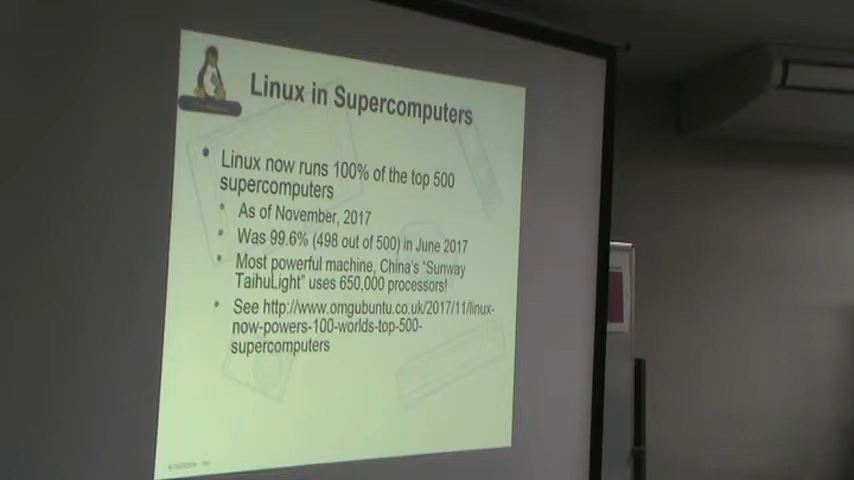 Linux in Supercomputers
• Linux now runs 100% of the top 500
supercomputers
• As of November, 2017
• Was 99.6% (498 out of 500) in June 2017
• Most powerful machine, China's "Sunway
TaihuLight" uses 650,000 processors!
• See http://www.omgubuntu.co.uk/2017/11/linux-
now-powers-100-worlds-top-500-
supercomputers